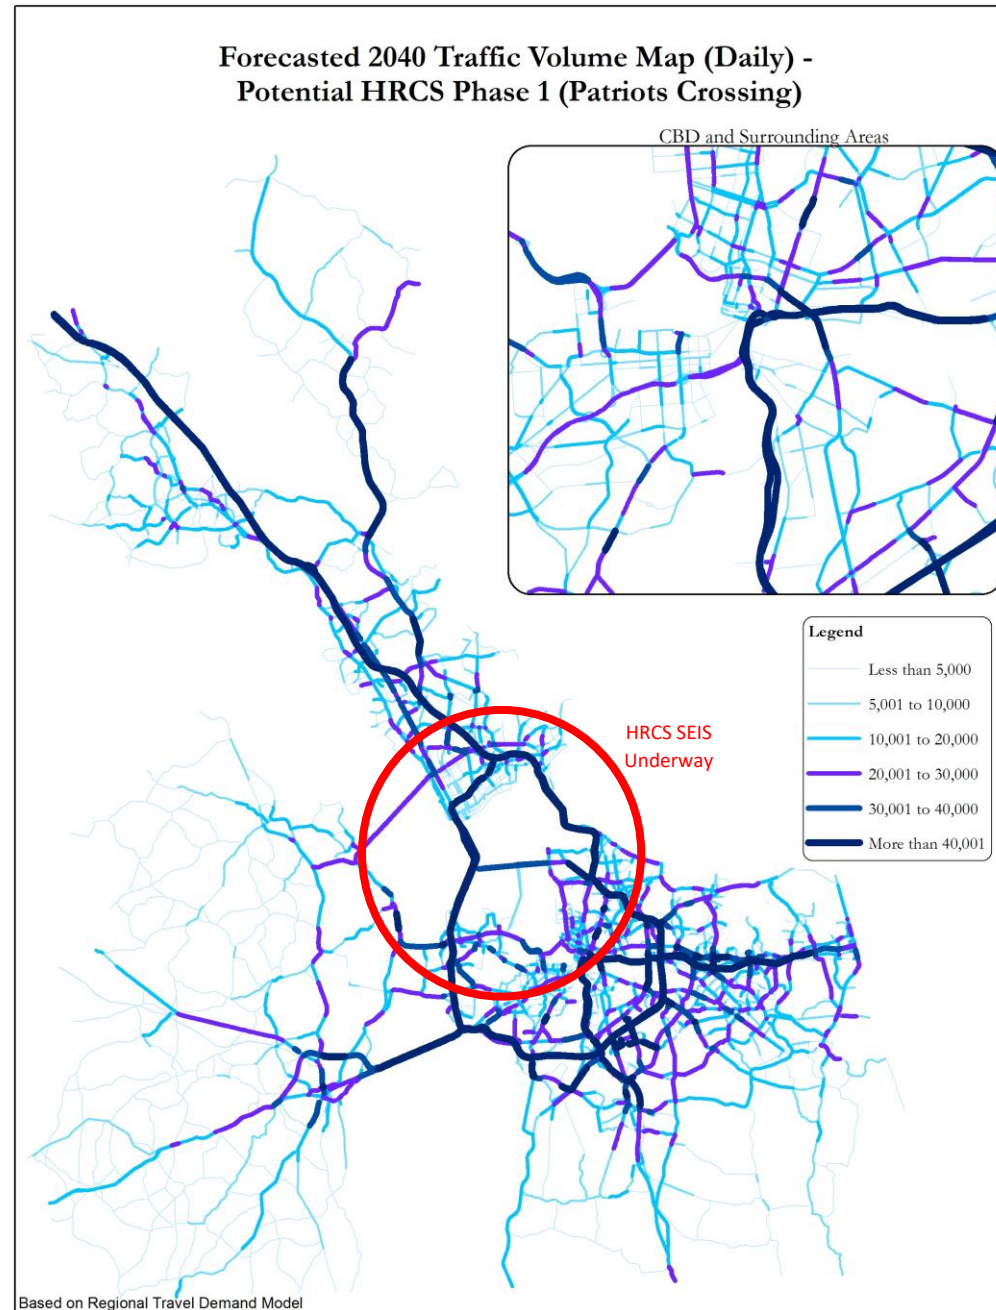 Forecasted 2040 Traffic Volume Map (Daily) -
Potential HRCS Phase 1 (Patriots Crossing)
CBD and Surrounding Areas
Legend
Less than 5,000
5,001 to 10,000
10,001 to 20,000
20,001 to 30,000
30,001 to 40,000
More than 40,001
HRCS SEIS
Underway
Based on Regional Travel Demand Model